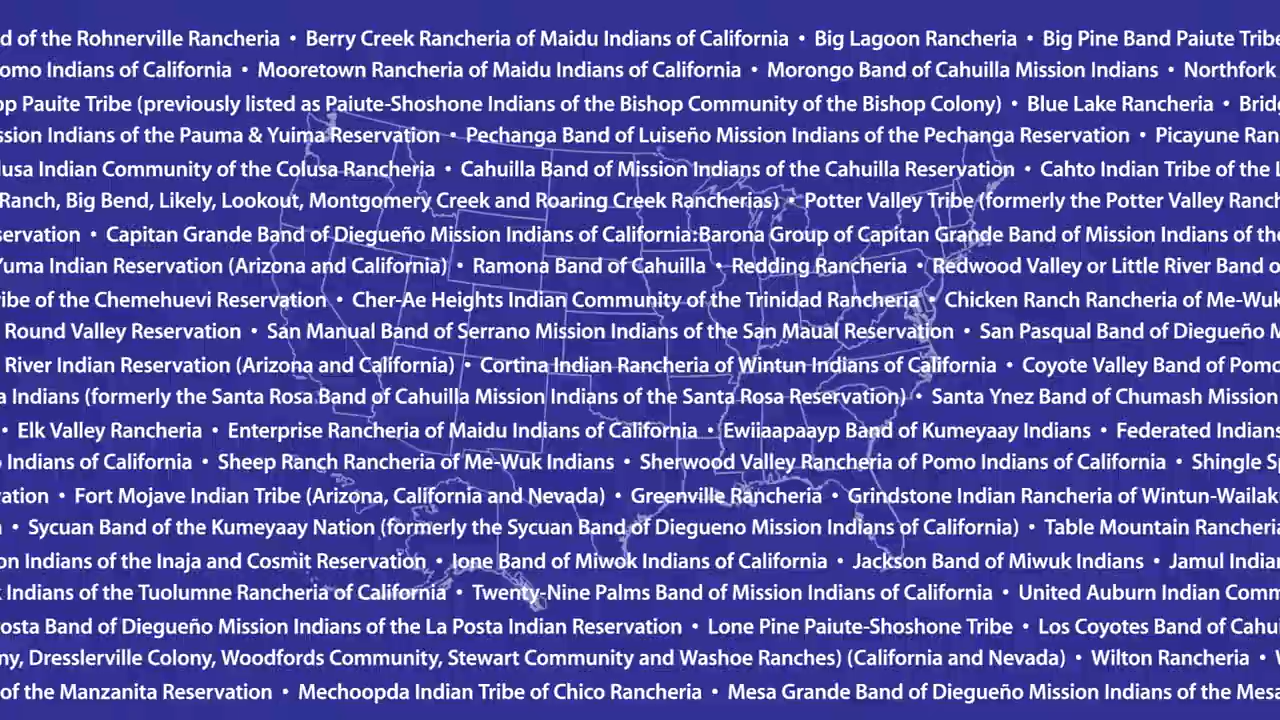 d of the Rohnerville Rancheria • Berry Creek Rancheria of Maidu Indians of California • Big Lagoon Rancheria • Big Pine Band Paiute Tribe
omo Indians of California • Mooretown Rancheria of Maidu Indians of California • Morongo Band of Cahuilla Mission Indians • Northfork
op Pauite Tribe (previously listed as Paiute-Shoshone Indians of the Bishop Community of the Bishop Colony) • Blue Lake Rancheria • Bridg
ssion Indians of the Pauma & Yuima Reservation • Pechanga Band of Luiseño Mission Indians of the Pechanga Reservation • Picayune Ran
lusa Indian Community of the Colusa Rancheria • Cahuilla Band of Mission Indians of the Cahuilla Reservation • Cahto Indian Tribe of the L
Ranch, Big Bend, Likely, Lookout, Montgomery Creek and Roaring Creek Rancherias) • Potter Valley Tribe (formerly the Potter Valley Ranch
servation • Capitan Grande Band of Diegueño Mission Indians of California:Barona Group of Capitan Grande Band of Mission Indians of the
Yuma Indian Reservation (Arizona and California) • Ramona Band of Cahuilla • Redding Rancheria • Redwood Valley or Little River Band o
ribe of the Chemehuevi Reservation • Cher-Ae Heights Indian Community of the Trinidad Rancheria • Chicken Ranch Rancheria of Me-Wuk
Round Valley Reservation • San Manual Band of Serrano Mission Indians of the San Maual Reservation • San Pasqual Band of Diegueño M
River Indian Reservation (Arizona and California) • Cortina Indian Rancheria of Wintun Indians of California • Coyote Valley Band of Pomo
a Indians (formerly the Santa Rosa Band of Cahuilla Mission Indians of the Santa Rosa Reservation) • Santa Ynez Band of Chumash Mission
• Elk Valley Rancheria • Enterprise Rancheria of Maidu Indians of California • Ewiiaapaayp Band of Kumeyaay Indians • Federated Indians
o Indians of California • Sheep Ranch Rancheria of Me-Wuk Indians • Sherwood Valley Rancheria of Pomo Indians of California • Shingle Sp
vation • Fort Mojave Indian Tribe (Arizona, California and Nevada) • Greenville Rancheria • Grindstone Indian Rancheria of Wintun-Wailak
• Sycuan Band of the Kumeyaay Nation (formerly the Sycuan Band of Diegueno Mission Indians of California) • Table Mountain Rancheria
on Indians of the Inaja and Cosmit Reservation • Ione Band of Miwok Indians of California • Jackson Band of Miwuk Indians • Jamul Indian
k Indians of the Tuolumne Rancheria of California • Twenty-Nine Palms Band of Mission Indians of California • United Auburn Indian Comm
osta Band of Diegueño Mission Indians of the La Posta Indian Reservation • Lone Pine Paiute-Shoshone Tribe • Los Coyotes Band of Cahui
ny, Dresslerville Colony, Woodfords Community, Stewart Community and Washoe Ranches) (California and Nevada) • Wilton Rancheria •
of the Manzanita Reservation • Mechoopda Indian Tribe of Chico Rancheria • Mesa Grande Band of Diegueño Mission Indians of the Mesa